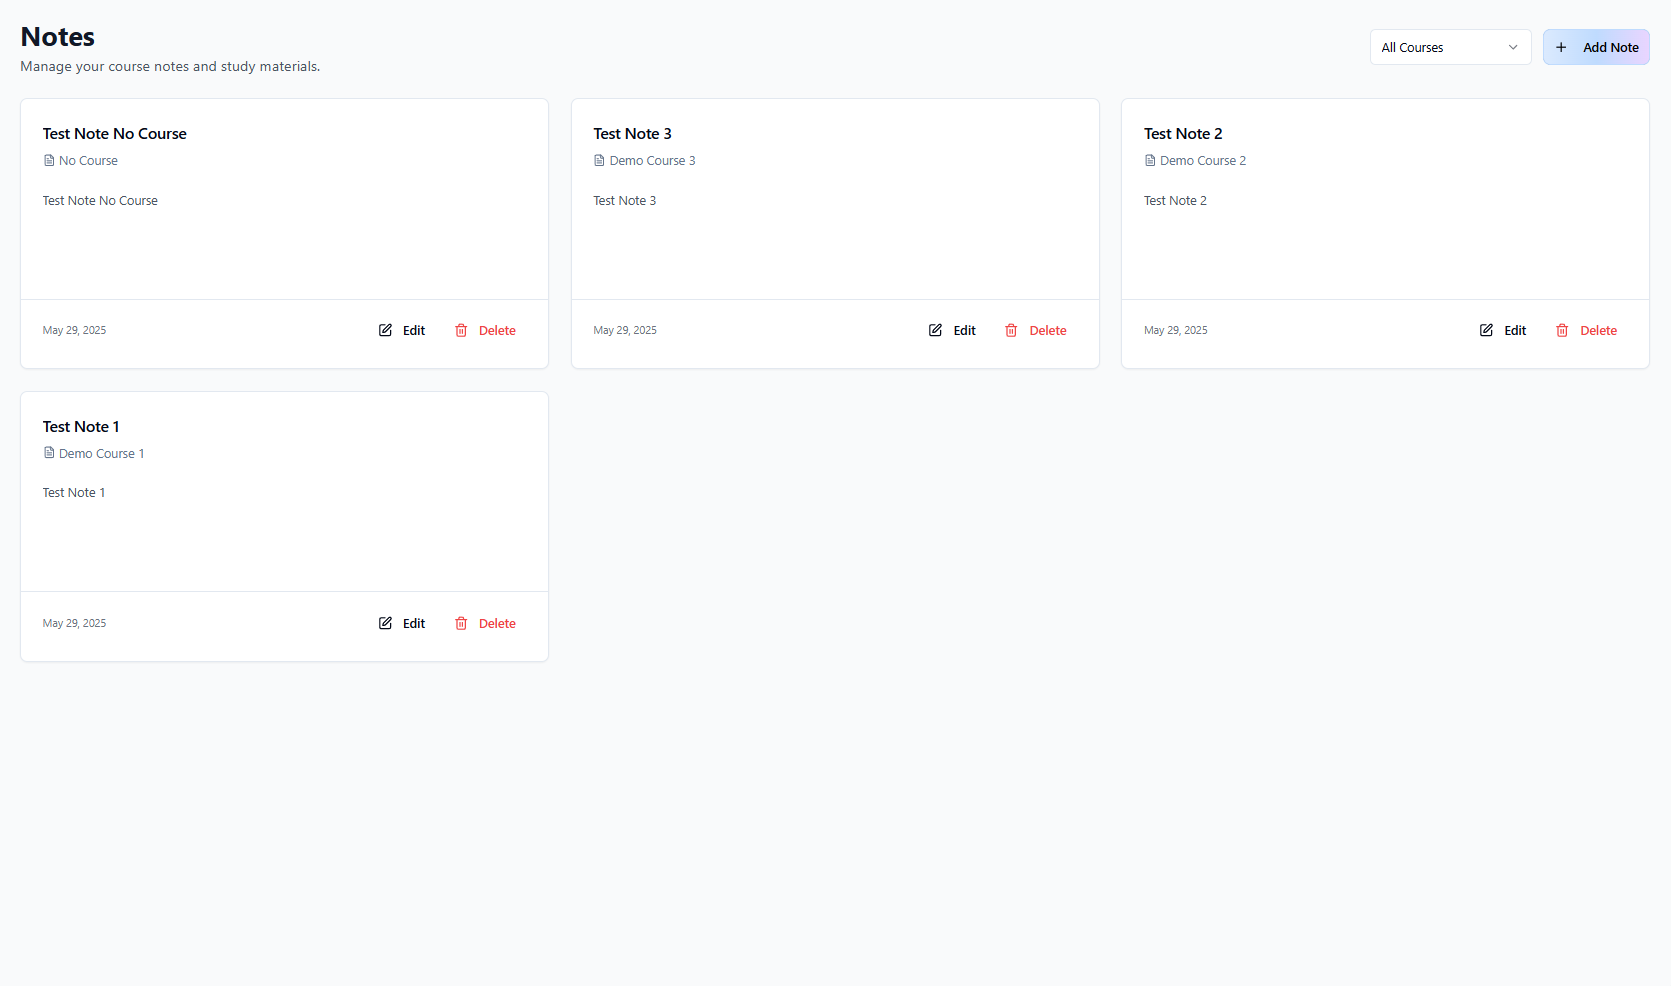 Notes
Manage your course notes and study materials.
All Courses
Add Note
Test Note No Course
No Course
Test Note No Course
May 29, 2025 Edit Delete
Test Note 3
Demo Course 3
Test Note 3
May 29, 2025 Edit Delete
Test Note 2
Demo Course 2
Test Note 2
May 29, 2025 Edit Delete
Test Note 1
Demo Course 1
Test Note 1
May 29, 2025 Edit Delete